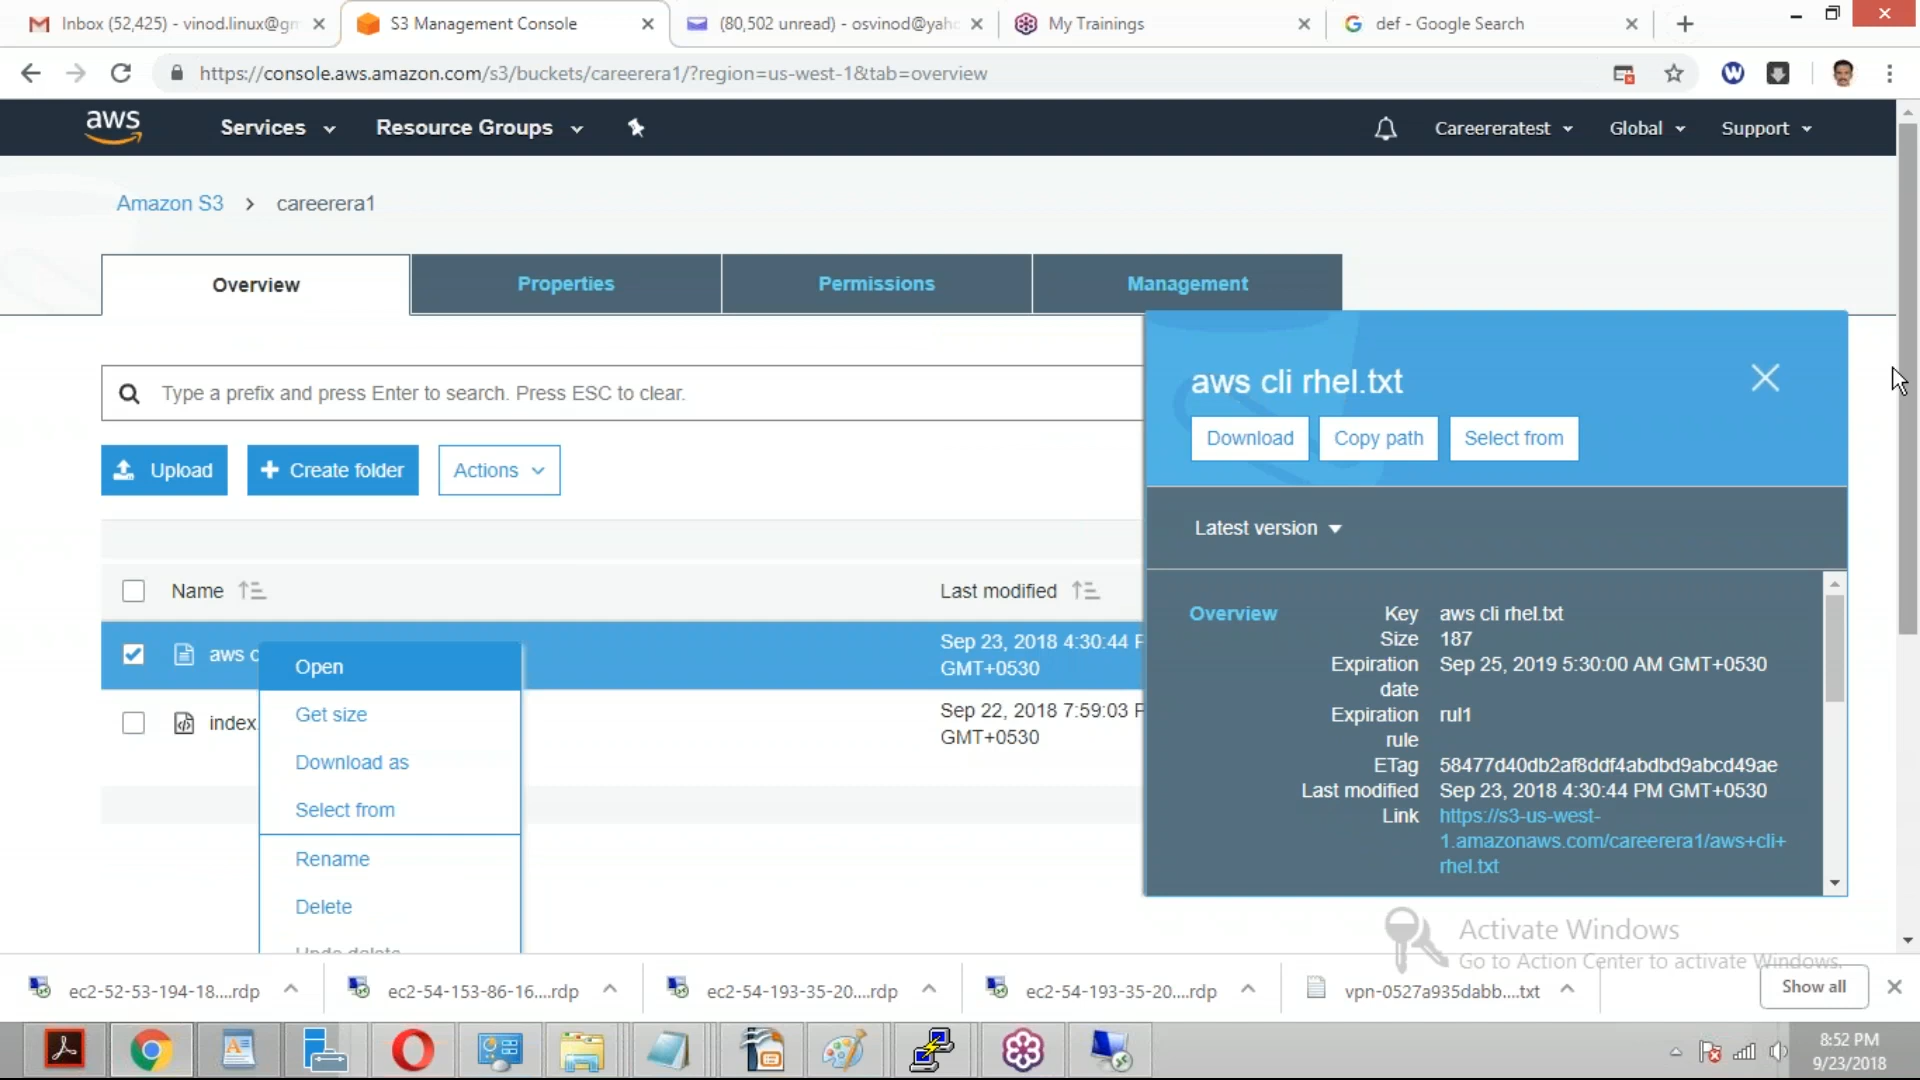 Inbox (52,425) - vinod.linux@gm
S3 Management Console
(80,502 unread) - osvinod@yaho
My Trainings
def - Google Search
https://console.aws.amazon.com/s3/buckets/careerera1/?region=us-west-1&tab=overview
aws
Services
Resource Groups
Careereratest
Global
Support
Amazon S3 > careerera1
Overview
Properties
Permissions
Management
Type a prefix and press Enter to search. Press ESC to clear.
Upload
+ Create folder
Actions
Name
Last modified
aws c
Sep 23, 2018 4:30:44 P
GMT+0530
index
Sep 22, 2018 7:59:03 P
GMT+0530
Open
Get size
Download as
Select from
Rename
Delete
Undo delete
aws cli rhel.txt
Download
Copy path
Select from
Latest version
Overview
Key aws cli rhel.txt
Size 187
Expiration Sep 25, 2019 5:30:00 AM GMT+0530
date
Expiration rul1
rule
ETag 58477d40db2af8ddf4abdbd9abcd49ae
Last modified Sep 23, 2018 4:30:44 PM GMT+0530
Link https://s3-us-west-
1.amazonaws.com/careerera1/aws+cli+
rhel.txt
Activate Windows
Go to Action Center to activate Windows.
ec2-52-53-194-18....rdp
ec2-54-153-86-16....rdp
ec2-54-193-35-20....rdp
ec2-54-193-35-20....rdp
vpn-0527a935dabb....txt
Show all
8:52 PM
9/23/2018